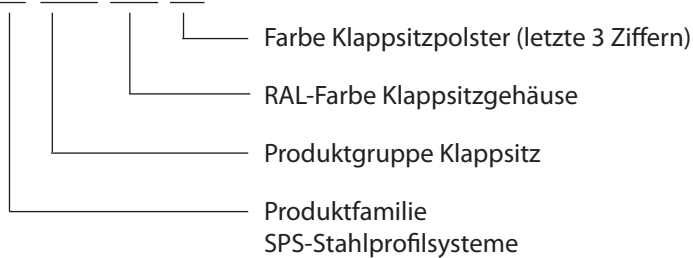 Farbe Klappsitzpolster (letzte 3 Ziffern)
RAL-Farbe Klappsitzgehäuse
Produktgruppe Klappsitz
Produktfamilie
SPS-Stahlprofilsysteme